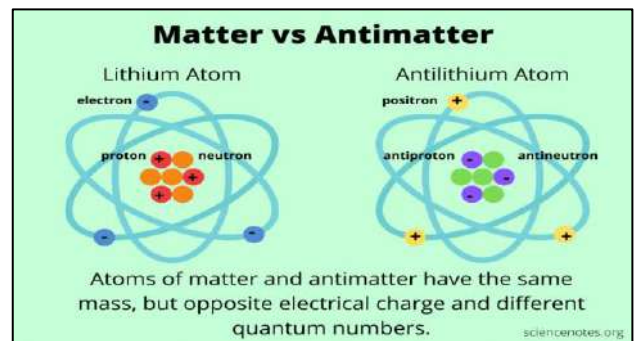 Matter vs Antimatter
Lithium Atom
Antilithium Atom
electron
-
positron
+
proton
neutron
+
+
+
antiproton
antineutron
-
-
-
-
-
+
+
Atoms of matter and antimatter have the same
mass, but opposite electrical charge and different
quantum numbers.
sciencenotes.org